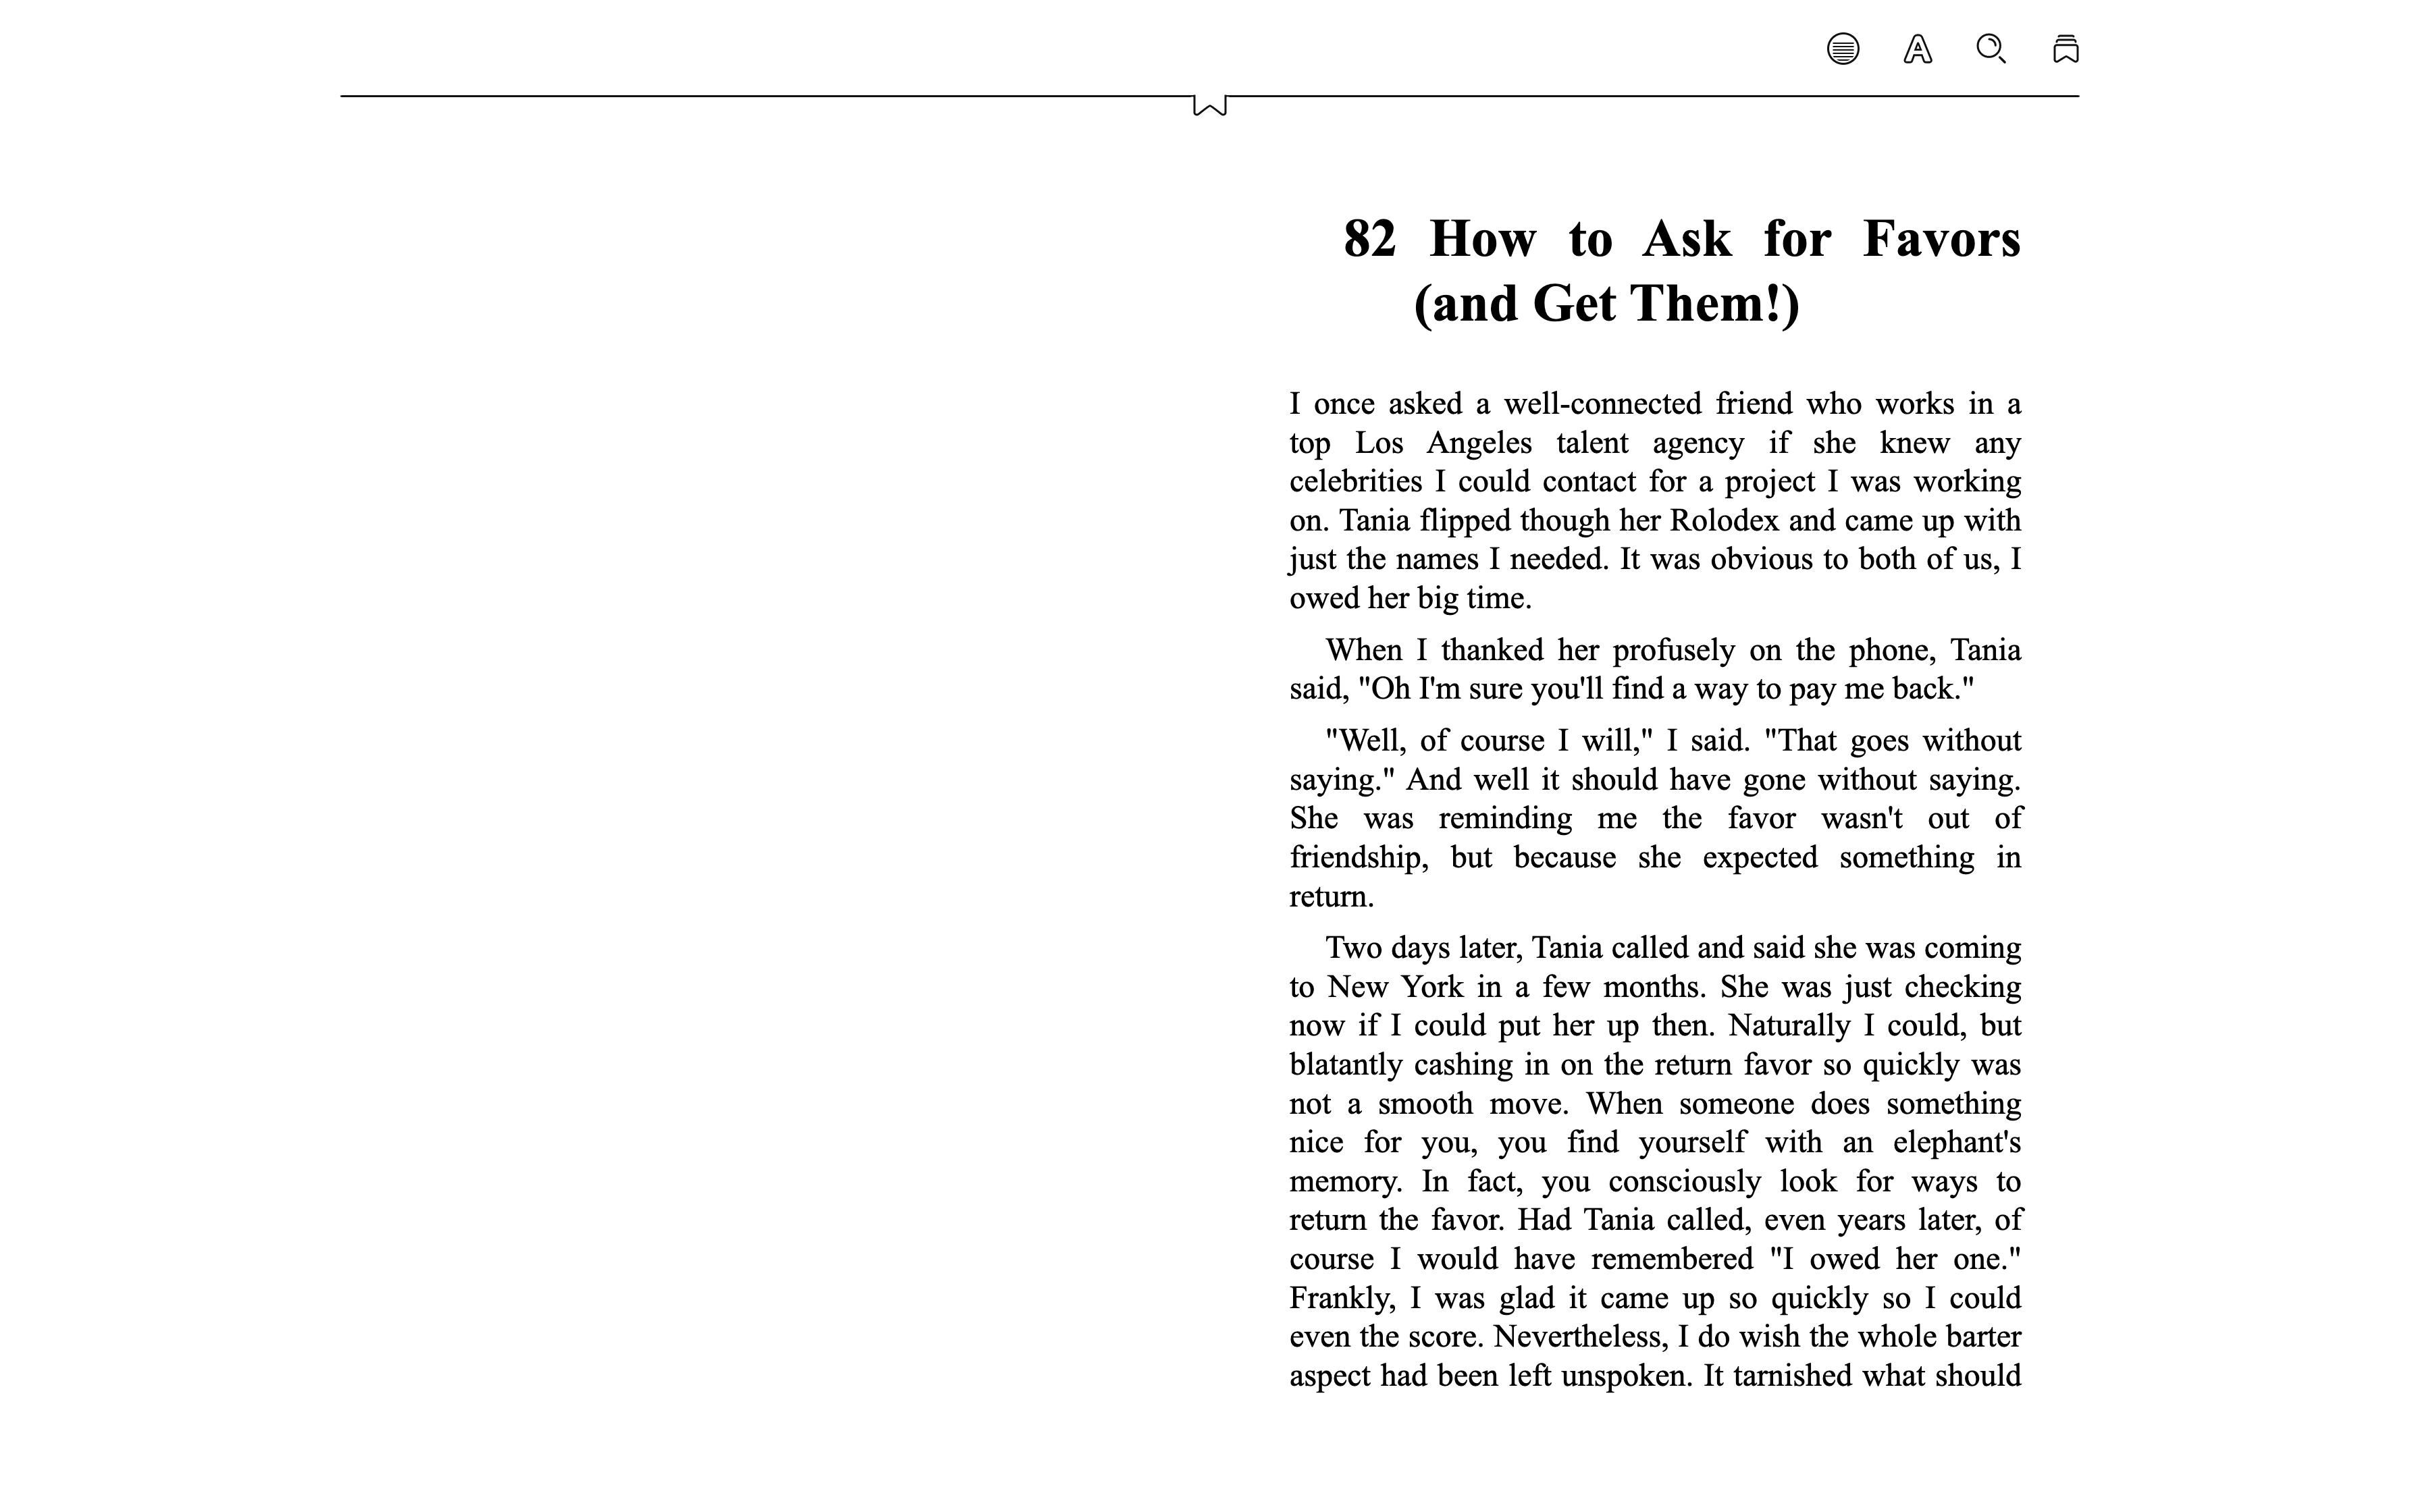 82 How to Ask for Favors
(and Get Them!)
I once asked a well-connected friend who works in a
top Los Angeles talent agency if she knew any
celebrities I could contact for a project I was working
on. Tania flipped though her Rolodex and came up with
just the names I needed. It was obvious to both of us, I
owed her big time.
When I thanked her profusely on the phone, Tania
said, "Oh I'm sure you'll find a way to pay me back."
"Well, of course I will," I said. "That goes without
saying." And well it should have gone without saying.
She was reminding me the favor wasn't out of
friendship, but because she expected something in
return.
Two days later, Tania called and said she was coming
to New York in a few months. She was just checking
now if I could put her up then. Naturally I could, but
blatantly cashing in on the return favor so quickly was
not a smooth move. When someone does something
nice for you, you find yourself with an elephant's
memory. In fact, you consciously look for ways to
return the favor. Had Tania called, even years later, of
course I would have remembered "I owed her one."
Frankly, I was glad it came up so quickly so I could
even the score. Nevertheless, I do wish the whole barter
aspect had been left unspoken. It tarnished what should